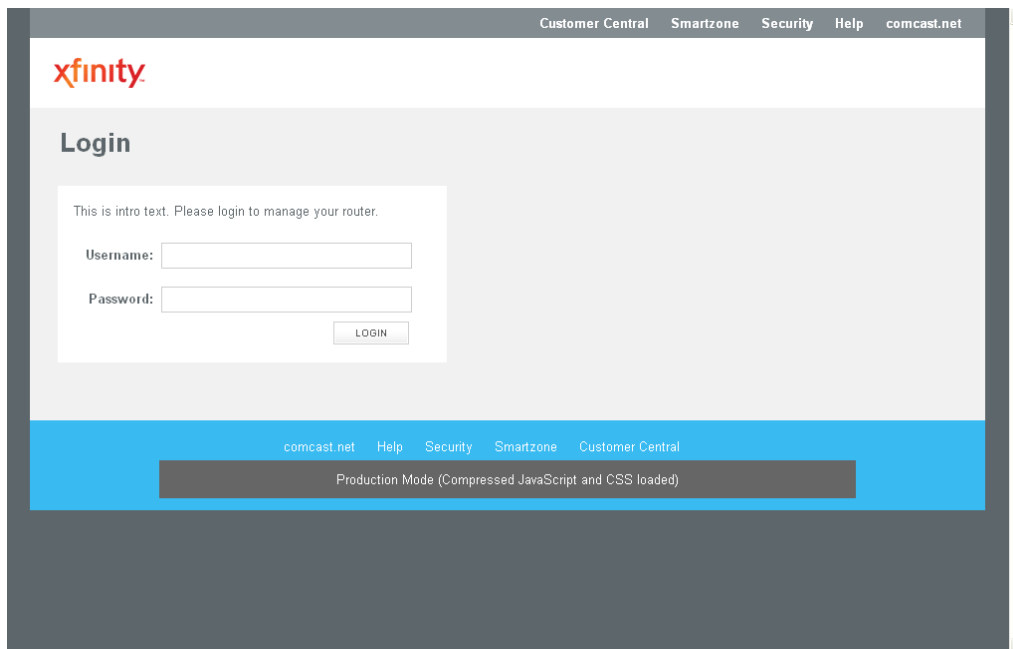 Customer Central Smartzone Security Help comcast.net
xfinity
Login
This is intro text. Please login to manage your router.
Username:
Password:
LOGIN
comcast.net Help Security Smartzone Customer Central
Production Mode (Compressed JavaScript and CSS loaded)